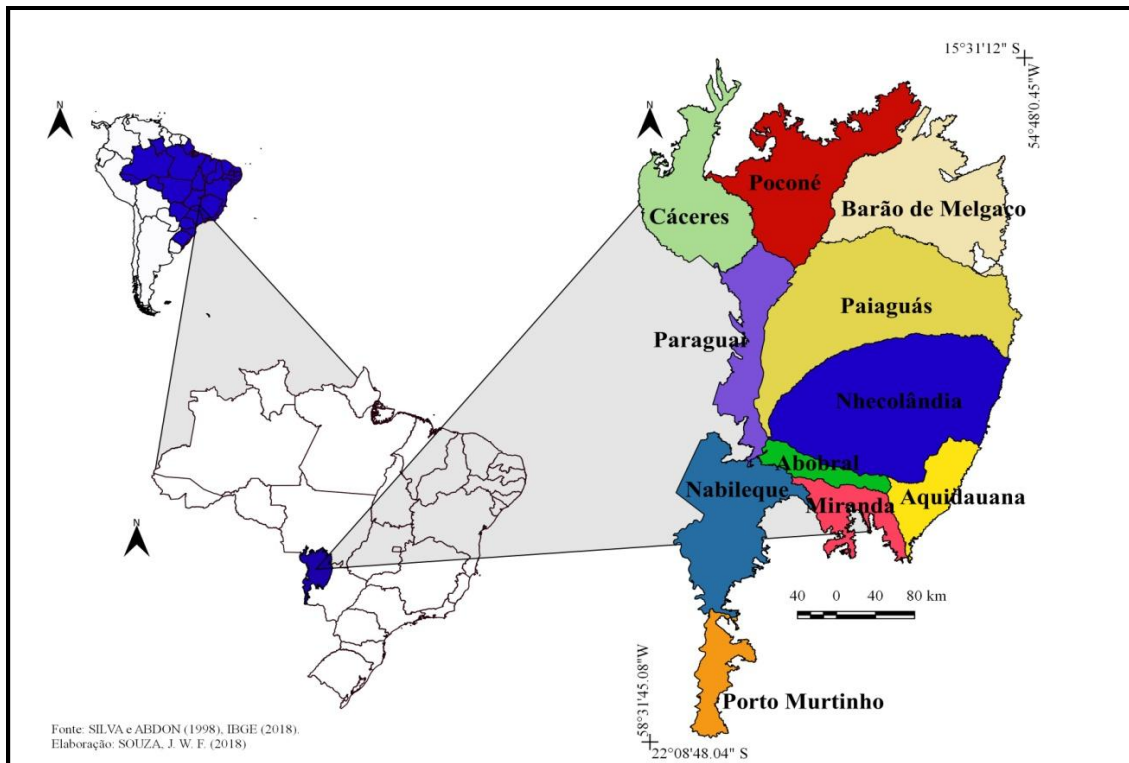 15°31'12" S
54°48'0.45"W
N
N
Poconé
Cáceres
Barão de Melgaço
Paiaguás
Paraguai
Nhecolândia
Abobral
Nabileque
Aquidauana
Miranda
N
40 0 40 80 km
58°31'45.08"W
Porto Murtinho
Fonte: SILVA e ABDON (1998), IBGE (2018).
Elaboração: SOUZA, J. W. F. (2018)
22°08'48.04" S